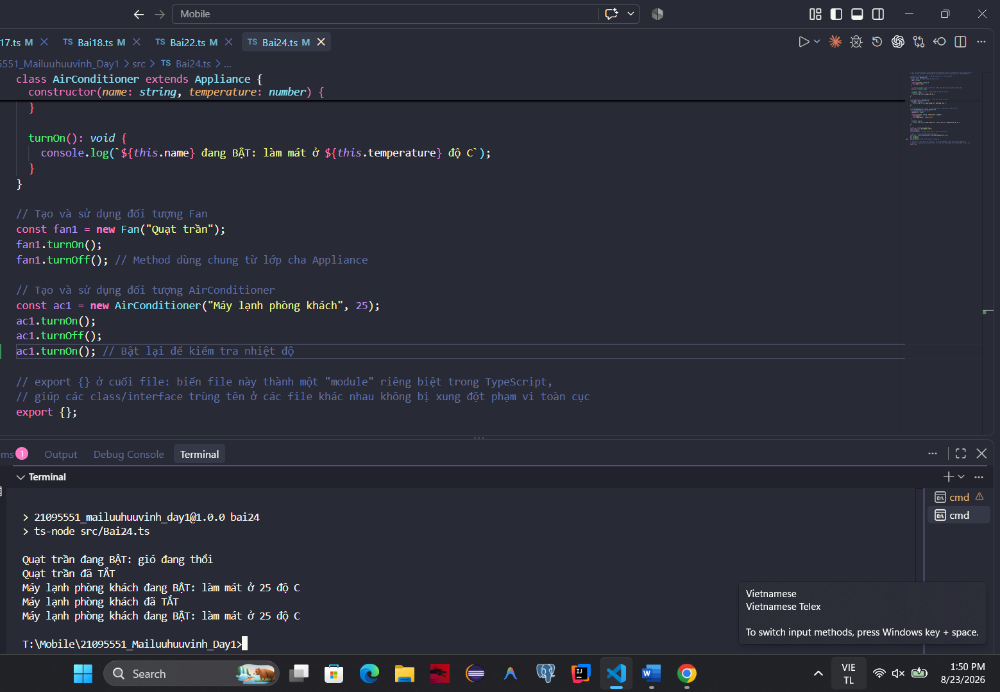 Mobile
17.ts M
TS Bai18.ts M
TS Bai22.ts M
TS Bai24.ts M
5551_Mailuuhuuvinh_Day1 > src > TS Bai24.ts > ...
class AirConditioner extends Appliance {
constructor(name: string, temperature: number) {
}
turnOn(): void {
console.log(`${this.name} đang BẬT: làm mát ở ${this.temperature} độ C`);
}
}
// Tạo và sử dụng đối tượng Fan
const fan1 = new Fan("Quạt trần");
fan1.turnOn();
fan1.turnOff(); // Method dùng chung từ lớp cha Appliance
// Tạo và sử dụng đối tượng AirConditioner
const ac1 = new AirConditioner("Máy lạnh phòng khách", 25);
ac1.turnOn();
ac1.turnOff();
ac1.turnOn(); // Bật lại để kiểm tra nhiệt độ
// export {} ở cuối file: biến file này thành một "module" riêng biệt trong TypeScript,
// giúp các class/interface trùng tên ở các file khác nhau không bị xung đột phạm vi toàn cục
export {};
ems 1 Output Debug Console Terminal
Terminal
> 21095551_mailuuhuuvinh_day1@1.0.0 bai24
> ts-node src/Bai24.ts
Quạt trần đang BẬT: gió đang thổi
Quạt trần đã TẮT
Máy lạnh phòng khách đang BẬT: làm mát ở 25 độ C
Máy lạnh phòng khách đã TẮT
Máy lạnh phòng khách đang BẬT: làm mát ở 25 độ C
T:\Mobile\21095551_Mailuuhuuvinh_Day1>
cmd
cmd
Vietnamese
Vietnamese Telex
To switch input methods, press Windows key + space.
Search
VIE
TL
1:50 PM
8/23/2026